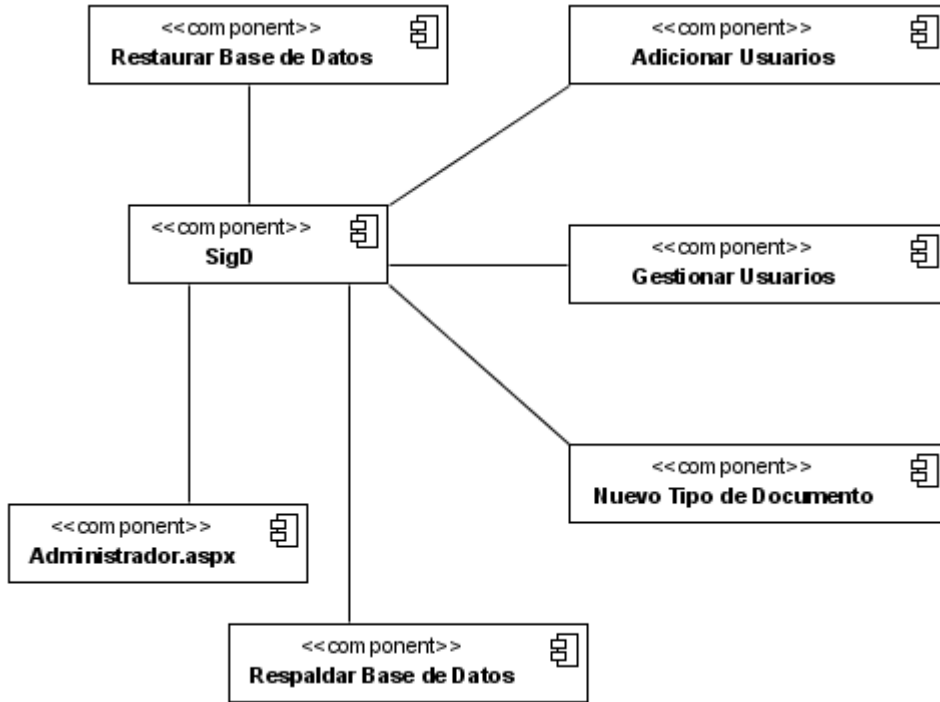 <<component>>
Restaurar Base de Datos
<<component>>
Adicionar Usuarios
<<component>>
SigD
<<component>>
Gestionar Usuarios
<<component>>
Nuevo Tipo de Documento
<<component>>
Administrador.aspx
<<component>>
Respaldar Base de Datos